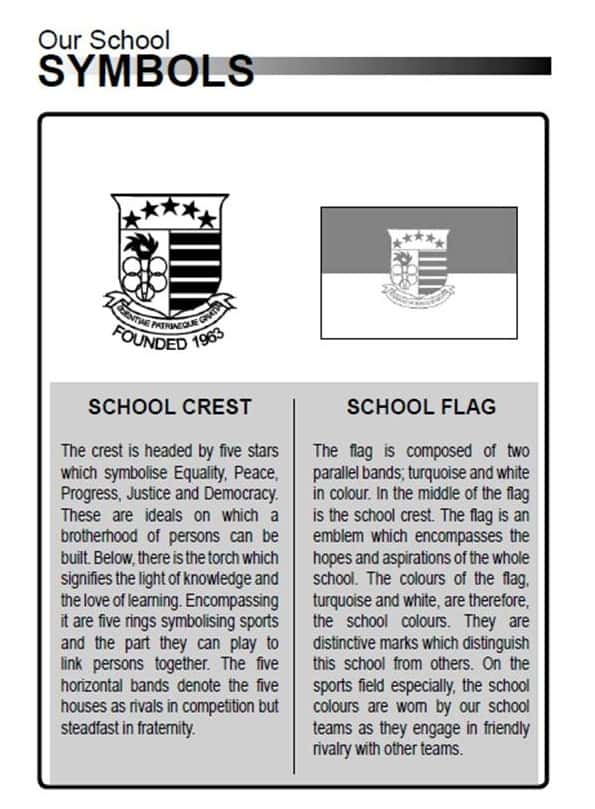 Our School
SYMBOLS
SCIENTIAE PATRIAEQUE GRATIA
FOUNDED 1963
SCHOOL CREST
The crest is headed by five stars
which symbolise Equality, Peace,
Progress, Justice and Democracy.
These are ideals on which a
brotherhood of persons can be
built. Below, there is the torch which
signifies the light of knowledge and
the love of learning. Encompassing
it are five rings symbolising sports
and the part they can play to
link persons together. The five
horizontal bands denote the five
houses as rivals in competition but
steadfast in fraternity.
SCHOOL FLAG
The flag is composed of two
parallel bands; turquoise and white
in colour. In the middle of the flag
is the school crest. The flag is an
emblem which encompasses the
hopes and aspirations of the whole
school. The colours of the flag,
turquoise and white, are therefore,
the school colours. They are
distinctive marks which distinguish
this school from others. On the
sports field especially, the school
colours are worn by our school
teams as they engage in friendly
rivalry with other teams.